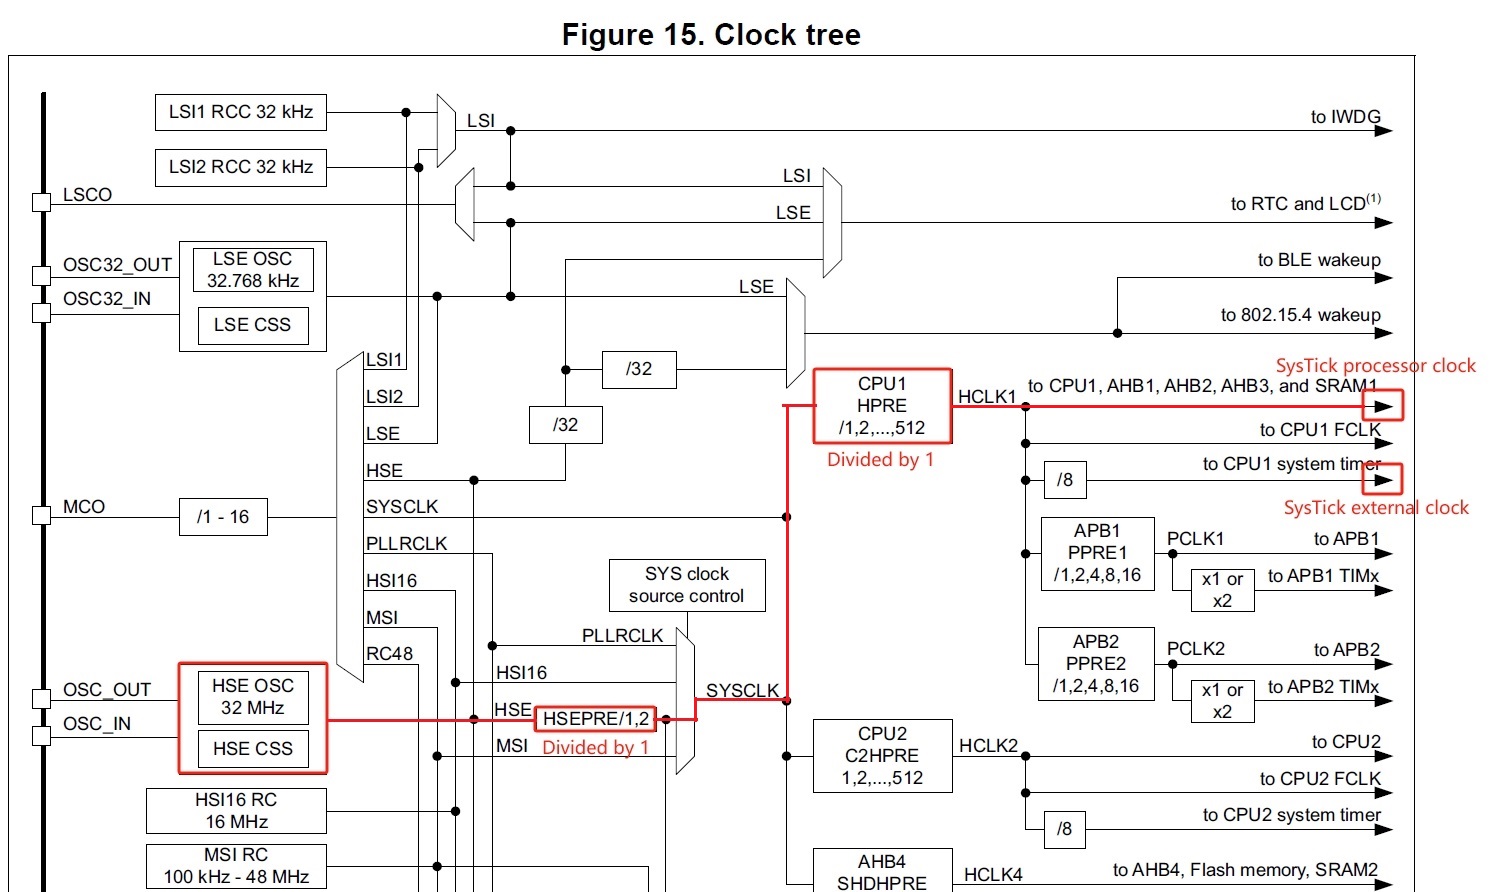 Figure 15. Clock tree
LSI1 RCC 32 kHz
LSI
to IWDG
LSI2 RCC 32 kHz
LSI
LSCO
LSE
to RTC and LCD(1)
OSC32_OUT
LSE OSC
32.768 kHz
to BLE wakeup
OSC32_IN
LSE
LSE CSS
to 802.15.4 wakeup
LSI1
/32
SysTick processor clock
CPU1
HPRE
/1,2,...,512
HCLK1
to CPU1, AHB1, AHB2, AHB3, and SRAM1
LSI2
/32
Divided by 1
to CPU1 FCLK
LSE
to CPU1 system timer
HSE
/8
SysTick external clock
MCO
/1 - 16
SYSCLK
PLLRCLK
APB1
PPRE1
/1,2,4,8,16
PCLK1
to APB1
HSI16
SYS clock
source control
x1 or
x2
to APB1 TIMx
MSI
PLLRCLK
RC48
APB2
PPRE2
/1,2,4,8,16
PCLK2
to APB2
HSI16
x1 or
x2
to APB2 TIMx
OSC_OUT
HSE OSC
32 MHz
SYSCLK
OSC_IN
HSE
HSEPRE/1,2
HSE CSS
MSI
Divided by 1
CPU2
C2HPRE
1,2,...,512
HCLK2
to CPU2
to CPU2 FCLK
HSI16 RC
16 MHz
/8
to CPU2 system timer
MSI RC
100 kHz - 48 MHz
AHB4
SHDHPRE
HCLK4
to AHB4, Flash memory, SRAM2